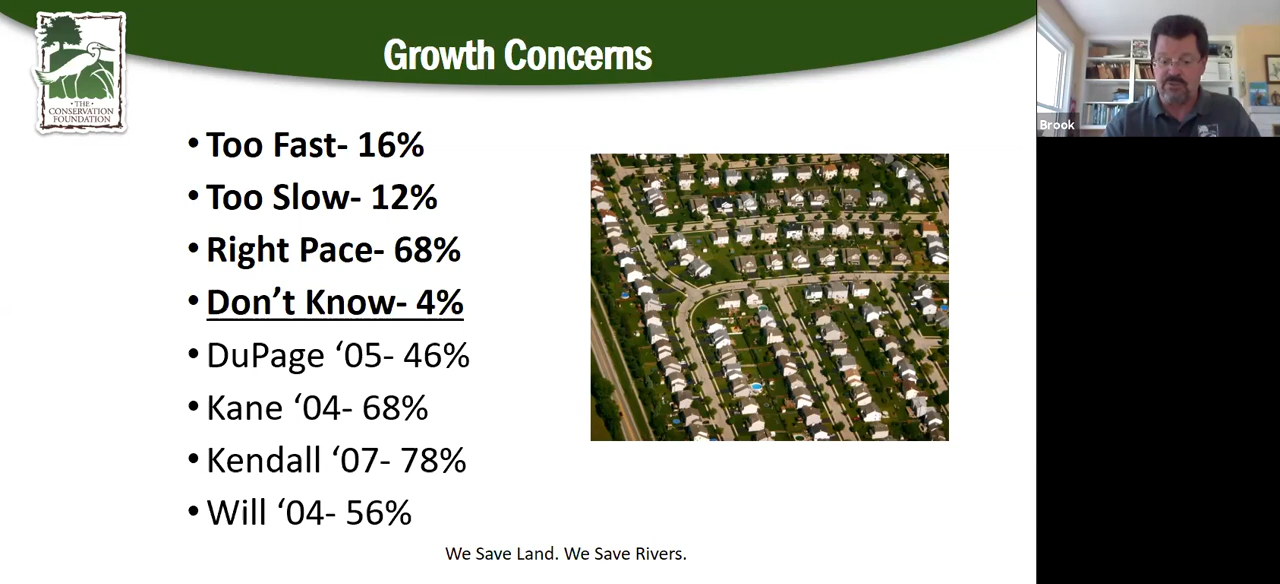 Growth Concerns
• THE •
CONSERVATION
FOUNDATION
Brook
• Too Fast- 16%
• Too Slow- 12%
• Right Pace- 68%
• Don’t Know- 4%
• DuPage ‘05- 46%
• Kane ‘04- 68%
• Kendall ‘07- 78%
• Will ‘04- 56%
We Save Land. We Save Rivers.